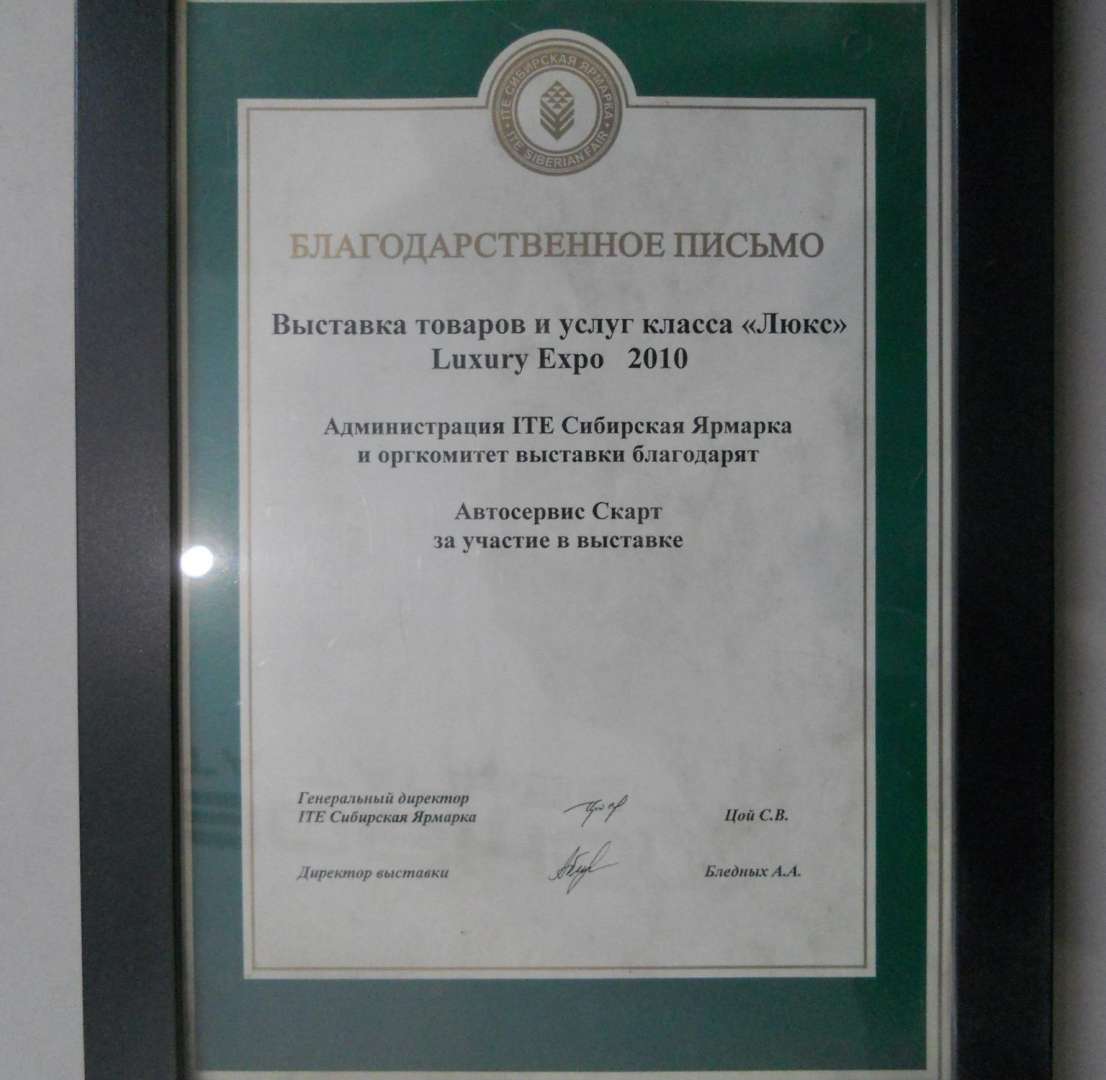 ITE СИБИРСКАЯ ЯРМАРКА
ITE SIBERIAN FAIR
БЛАГОДАРСТВЕННОЕ ПИСЬМО
Выставка товаров и услуг класса «Люкс»
Luxury Expo 2010
Администрация ITE Сибирская Ярмарка
и оргкомитет выставки благодарят
Автосервис Скарт
за участие в выставке
Генеральный директор
ITE Сибирская Ярмарка
Цой С.В.
Директор выставки
Бледных А.А.